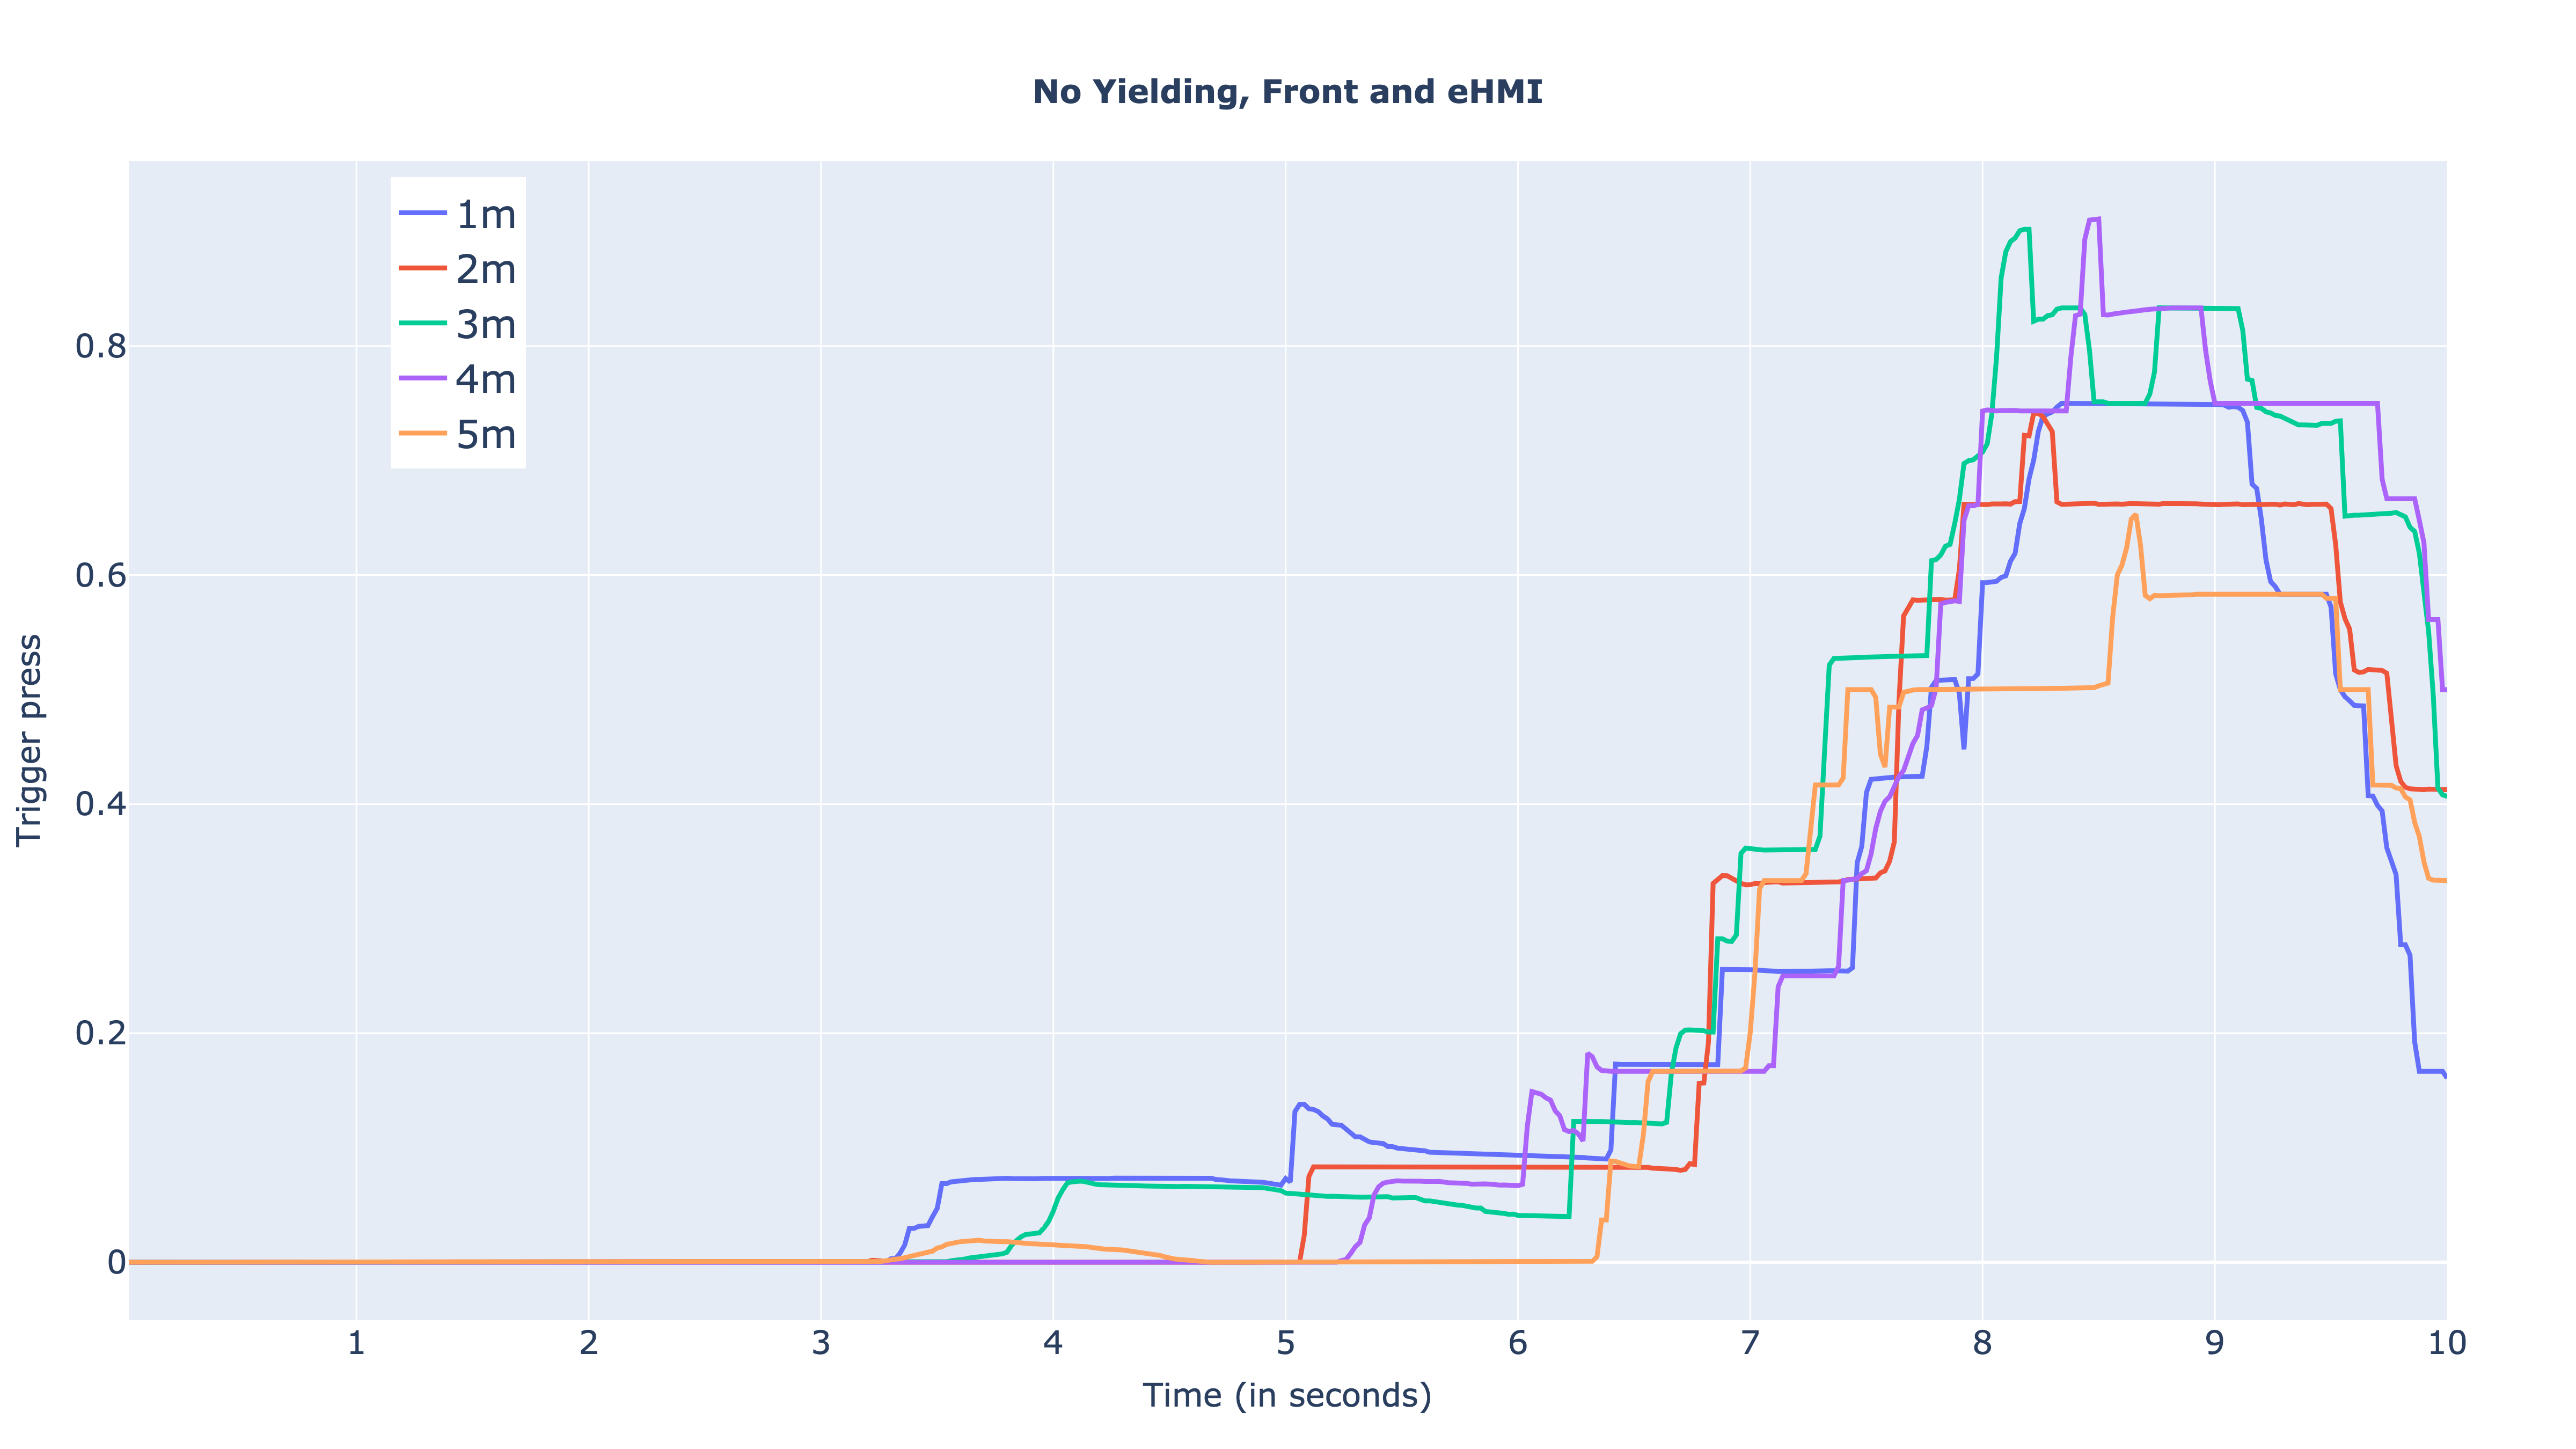 No Yielding, Front and eHMI
1m
2m
3m
4m
5m
0.8
0.6
0.4
0.2
0
Trigger press
1 2 3 4 5 6 7 8 9 10
Time (in seconds)